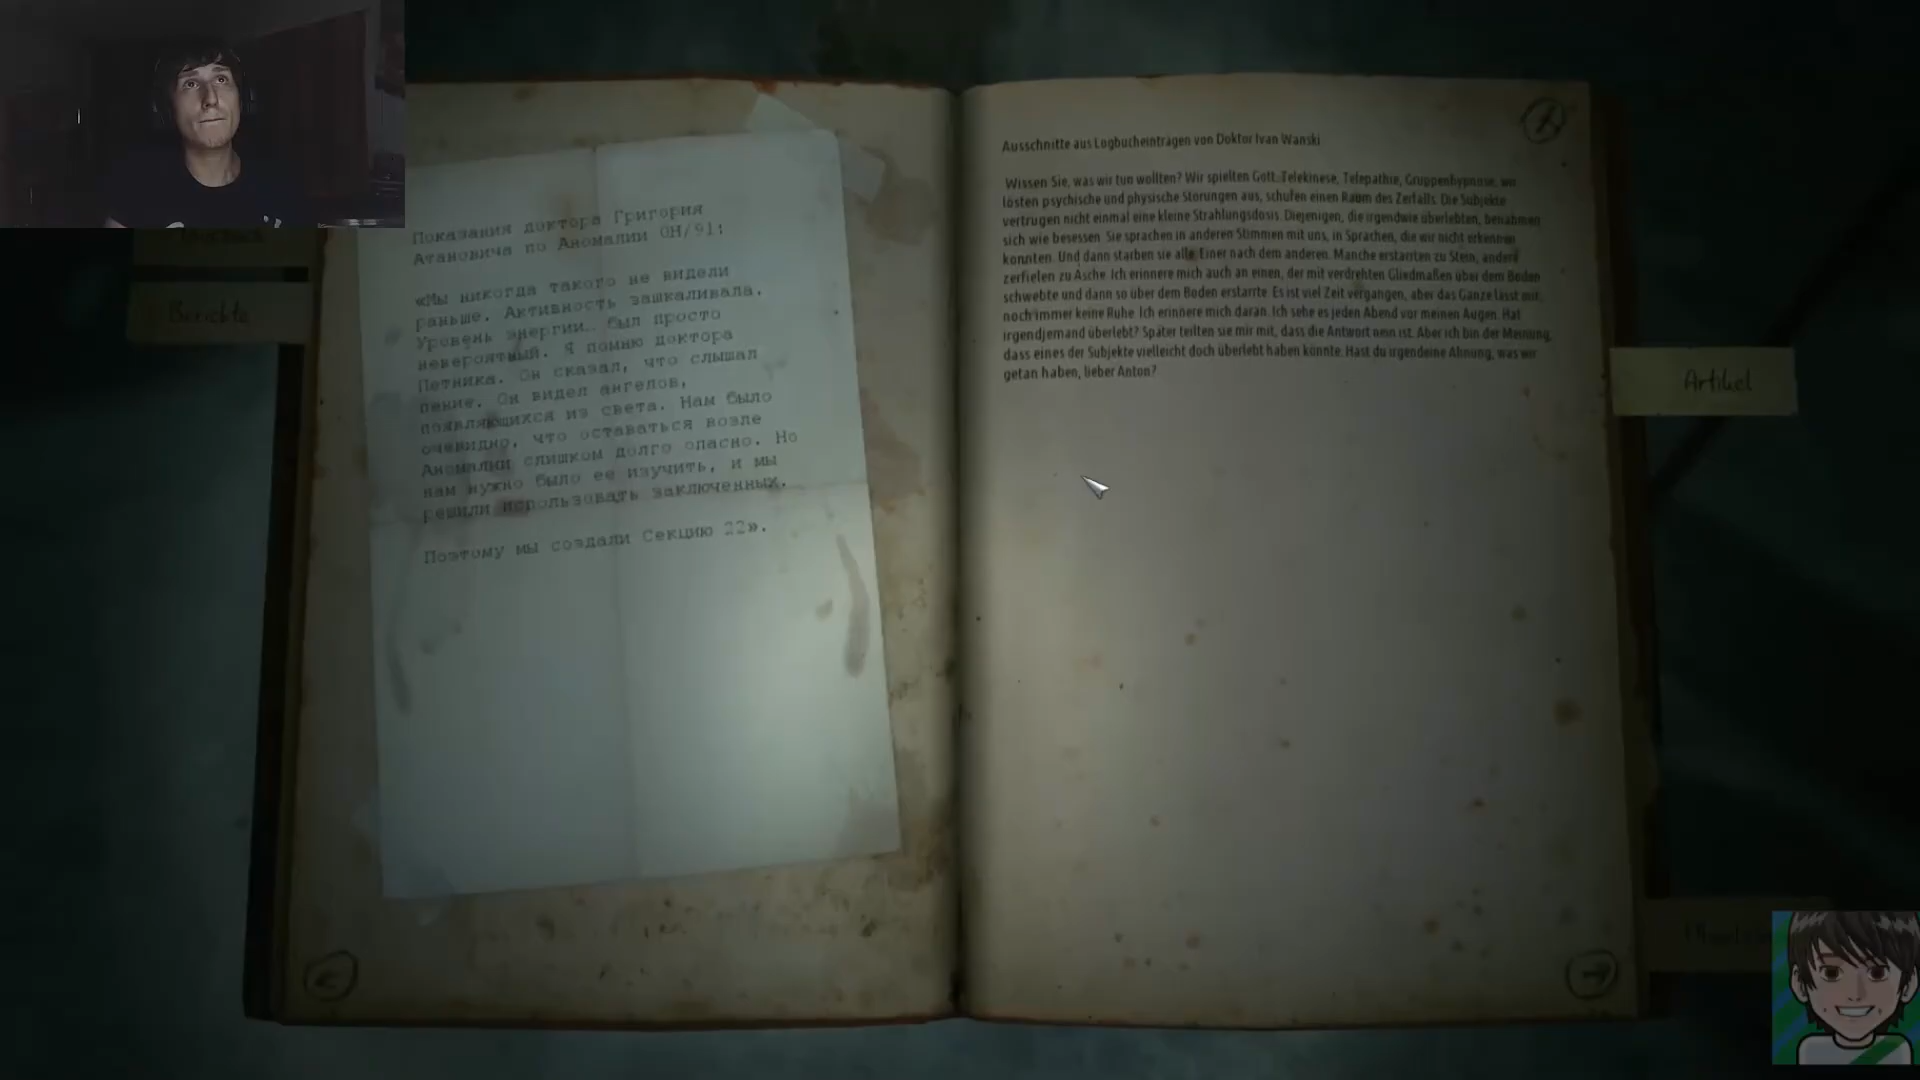 Berichte
Показания доктора Григория
Атановича по Аномалии ОН/91:
«Мы никогда такого не видели
раньше. Активность зашкаливала.
Уровень энергии… был просто
невероятный. Я помню доктора
Петника. Он сказал, что слышал
пение. Он видел ангелов,
появляющихся из света. Нам было
очевидно, что оставаться возле
Аномалии слишком долго опасно. Но
нам нужно было ее изучить, и мы
решили использовать заключенных.
Поэтому мы создали Секцию 22».
Ausschnitte aus Logbucheinträgen von Doktor Ivan Wanski
Wissen Sie, was wir tun wollten? Wir spielten Gott. Telekinese, Telepathie, Gruppenhypnose, wir
lösten psychische und physische Störungen aus, schufen einen Raum des Zerfalls. Die Subjekte
vertrugen nicht einmal eine kleine Strahlungsdosis. Diejenigen, die irgendwie überlebten, benahmen
sich wie besessen. Sie sprachen in anderen Stimmen mit uns, in Sprachen, die wir nicht erkennen
konnten. Und dann starben sie alle. Einer nach dem anderen. Manche erstarrten zu Stein, andere
zerfielen zu Asche. Ich erinnere mich auch an einen, der mit verdrehten Gliedmaßen über dem Boden
schwebte und dann so über dem Boden erstarrte. Es ist viel Zeit vergangen, aber das Ganze lässt mir
noch immer keine Ruhe. Ich erinnere mich daran. Ich sehe es jeden Abend vor meinen Augen. Hat
irgendjemand überlebt? Später teilten sie mir mit, dass die Antwort nein ist. Aber ich bin der Meinung,
dass eines der Subjekte vielleicht doch überlebt haben könnte. Hast du irgendeine Ahnung, was wir
getan haben, lieber Anton?
Artikel